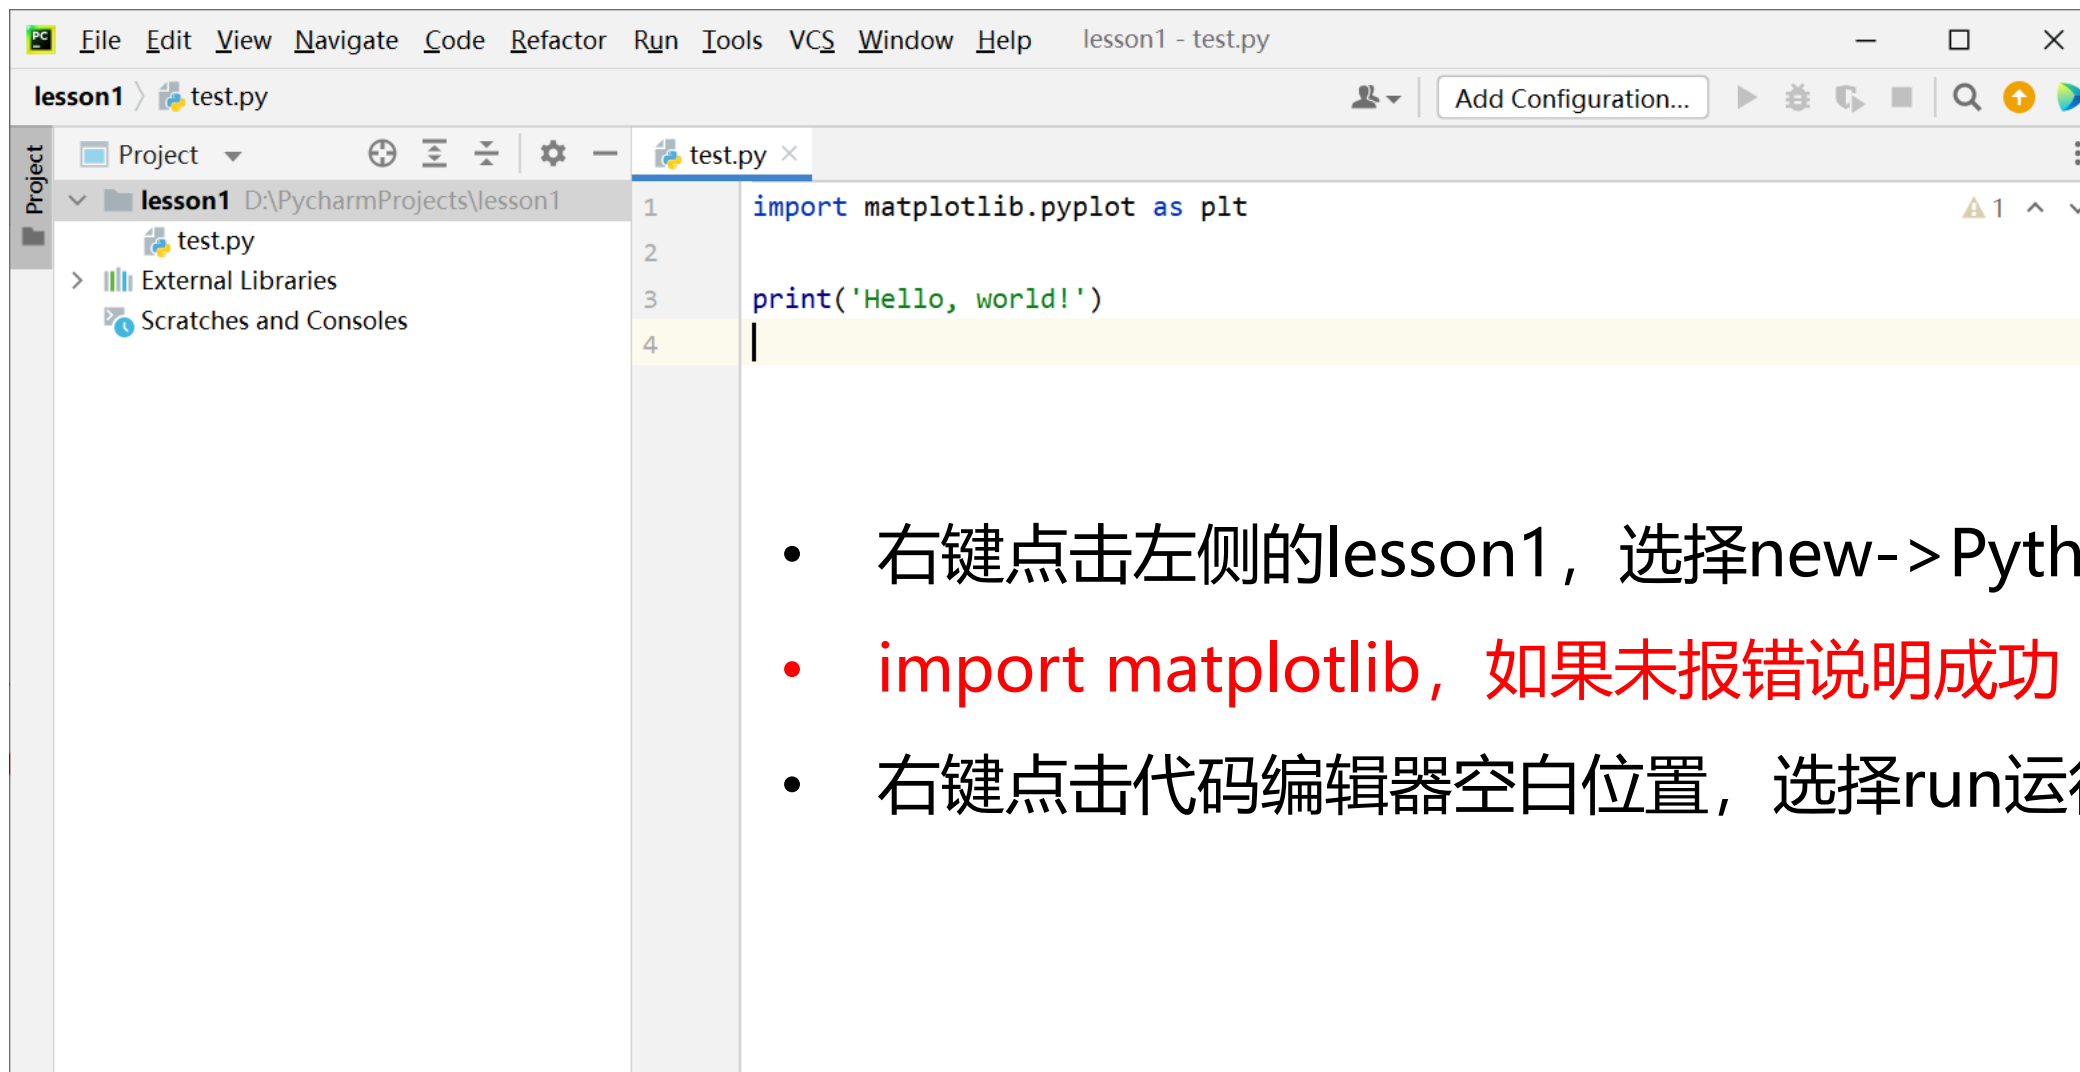 File Edit View Navigate Code Refactor Run Tools VCS Window Help lesson1 - test.py
lesson1 test.py Add Configuration...
Project
Project
test.py
lesson1 D:\PycharmProjects\lesson1
test.py
External Libraries
Scratches and Consoles
1 import matplotlib.pyplot as plt
1
2
3 print('Hello, world!')
4
• 右键点击左侧的lesson1，选择new->Pyth
• import matplotlib，如果未报错说明成功
• 右键点击代码编辑器空白位置，选择run运